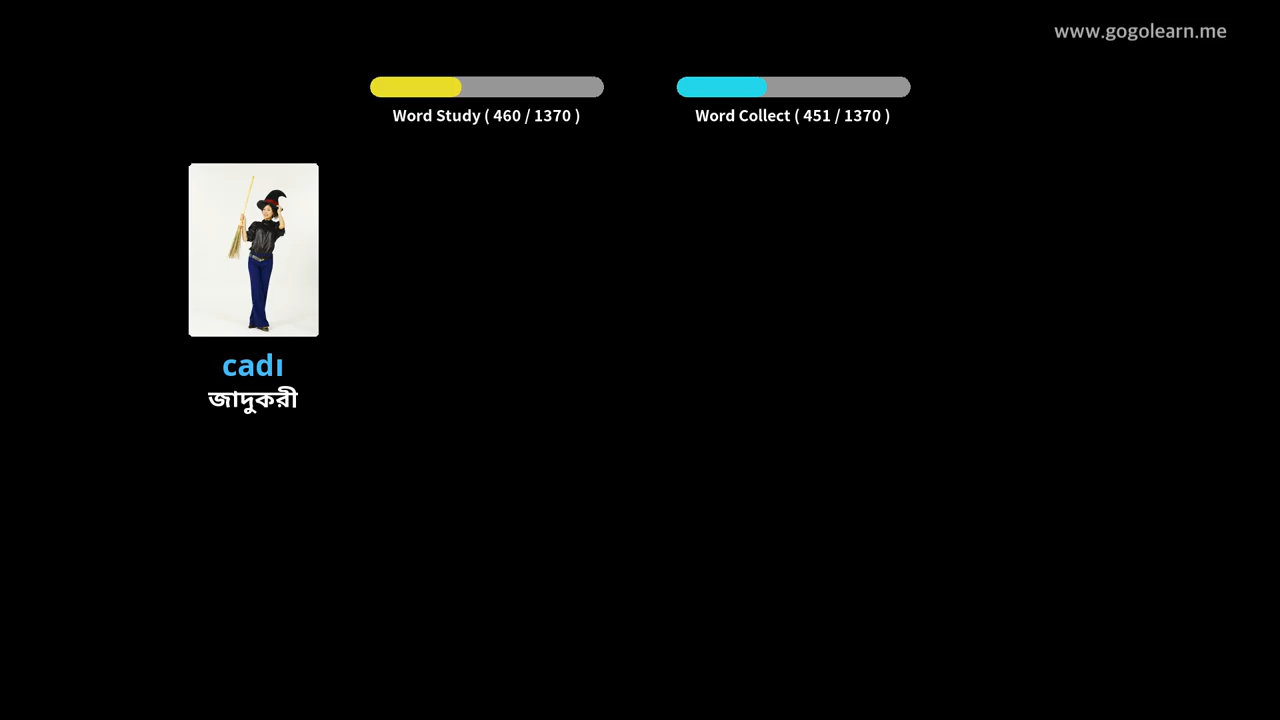 www.gogolearn.me
Word Study ( 460 / 1370 )
Word Collect ( 451 / 1370 )
cadı
জাদুকরী